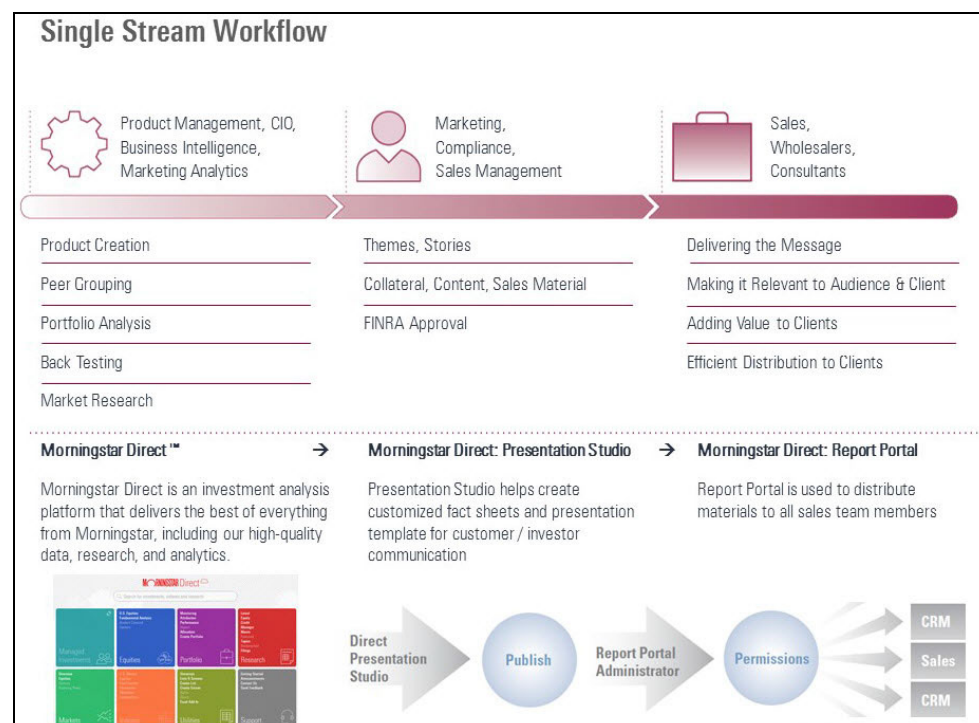 Single Stream Workflow
Product Management, CIO,
Business Intelligence,
Marketing Analytics
Marketing,
Compliance,
Sales Management
Sales,
Wholesalers,
Consultants
Product Creation
Peer Grouping
Portfolio Analysis
Back Testing
Market Research
Themes, Stories
Collateral, Content, Sales Material
FINRA Approval
Delivering the Message
Making it Relevant to Audience & Client
Adding Value to Clients
Efficient Distribution to Clients
Morningstar Direct™ →
Morningstar Direct is an investment analysis
platform that delivers the best of everything
from Morningstar, including our high-quality
data, research, and analytics.
Morningstar Direct: Presentation Studio →
Presentation Studio helps create
customized fact sheets and presentation
template for customer / investor
communication
Morningstar Direct: Report Portal
Report Portal is used to distribute
materials to all sales team members
MORNINGSTAR Direct
Managed
Investments
Equities
Portfolio
Research
Markets
Utilities
Support
Direct
Presentation
Studio
Publish
Report Portal
Administrator
Permissions
CRM
Sales
CRM